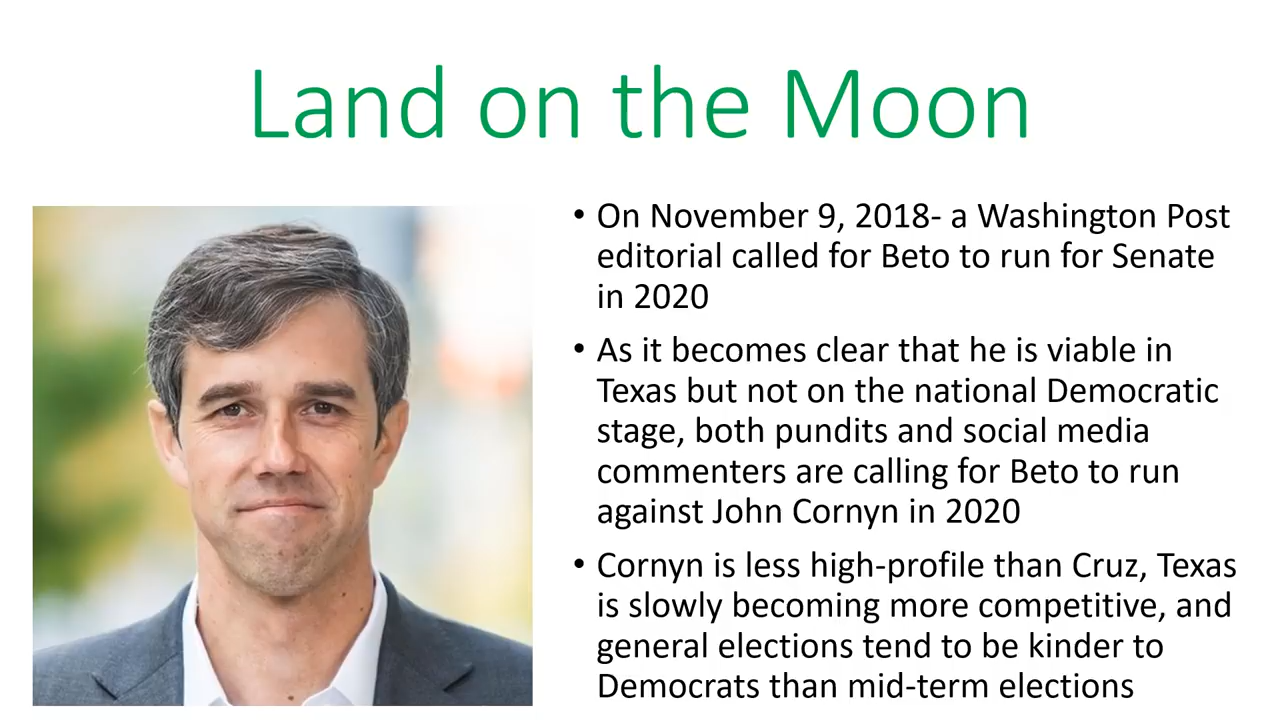 Land on the Moon
• On November 9, 2018- a Washington Post
editorial called for Beto to run for Senate
in 2020
• As it becomes clear that he is viable in
Texas but not on the national Democratic
stage, both pundits and social media
commenters are calling for Beto to run
against John Cornyn in 2020
• Cornyn is less high-profile than Cruz, Texas
is slowly becoming more competitive, and
general elections tend to be kinder to
Democrats than mid-term elections